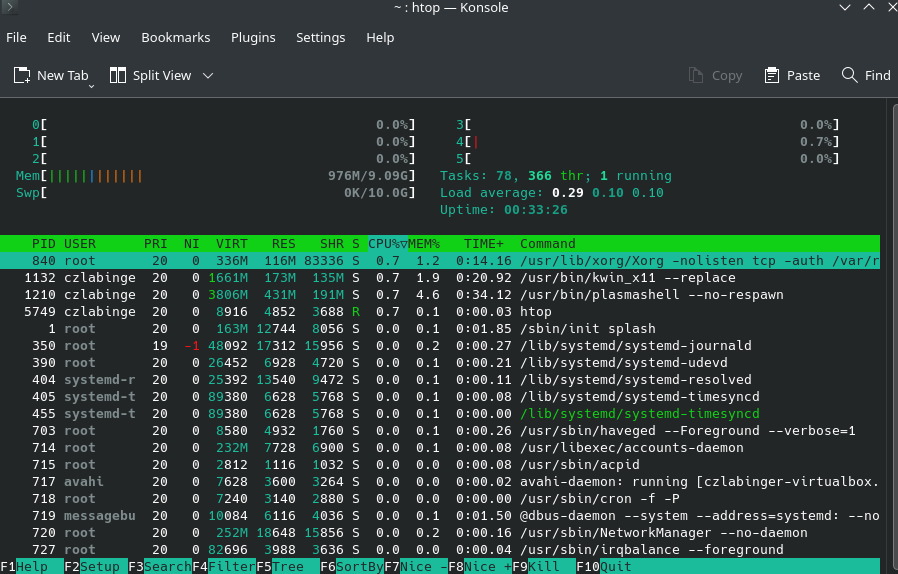 ~ : htop — Konsole
File Edit View Bookmarks Plugins Settings Help
New Tab Split View Copy Paste Find
0[ 0.0%] 3[ 0.0%]
1[ 0.0%] 4[| 0.7%]
2[ 0.0%] 5[ 0.0%]
Mem[|||||||||||| 976M/9.09G] Tasks: 78, 366 thr; 1 running
Swp[ 0K/10.0G] Load average: 0.29 0.10 0.10
Uptime: 00:33:26
PID USER PRI NI VIRT RES SHR S CPU%▽MEM% TIME+ Command
840 root 20 0 336M 116M 83336 S 0.7 1.2 0:14.16 /usr/lib/xorg/Xorg -nolisten tcp -auth /var/r
1132 czlabinge 20 0 1661M 173M 135M S 0.7 1.9 0:20.92 /usr/bin/kwin_x11 --replace
1210 czlabinge 20 0 3806M 431M 191M S 0.7 4.6 0:34.12 /usr/bin/plasmashell --no-respawn
5749 czlabinge 20 0 8916 4852 3688 R 0.7 0.1 0:00.03 htop
1 root 20 0 163M 12744 8056 S 0.0 0.1 0:01.85 /sbin/init splash
350 root 19 -1 48092 17312 15956 S 0.0 0.2 0:00.27 /lib/systemd/systemd-journald
390 root 20 0 26452 6928 4720 S 0.0 0.1 0:00.21 /lib/systemd/systemd-udevd
404 systemd-r 20 0 25392 13540 9472 S 0.0 0.1 0:00.11 /lib/systemd/systemd-resolved
405 systemd-t 20 0 89380 6628 5768 S 0.0 0.1 0:00.08 /lib/systemd/systemd-timesyncd
455 systemd-t 20 0 89380 6628 5768 S 0.0 0.1 0:00.00 /lib/systemd/systemd-timesyncd
703 root 20 0 8580 4932 1760 S 0.0 0.1 0:00.26 /usr/sbin/haveged --Foreground --verbose=1
714 root 20 0 232M 7728 6900 S 0.0 0.1 0:00.08 /usr/libexec/accounts-daemon
715 root 20 0 2812 1116 1032 S 0.0 0.0 0:00.08 /usr/sbin/acpid
717 avahi 20 0 7628 3600 3264 S 0.0 0.0 0:00.02 avahi-daemon: running [czlabinger-virtualbox.
718 root 20 0 7240 3140 2880 S 0.0 0.0 0:00.00 /usr/sbin/cron -f -P
719 messagebu 20 0 10084 6116 4036 S 0.0 0.1 0:01.50 @dbus-daemon --system --address=systemd: --no
720 root 20 0 252M 18648 15856 S 0.0 0.2 0:00.16 /usr/sbin/NetworkManager --no-daemon
727 root 20 0 82696 3988 3636 S 0.0 0.0 0:00.04 /usr/sbin/irqbalance --foreground
F1Help F2Setup F3SearchF4FilterF5Tree F6SortByF7Nice -F8Nice +F9Kill F10Quit